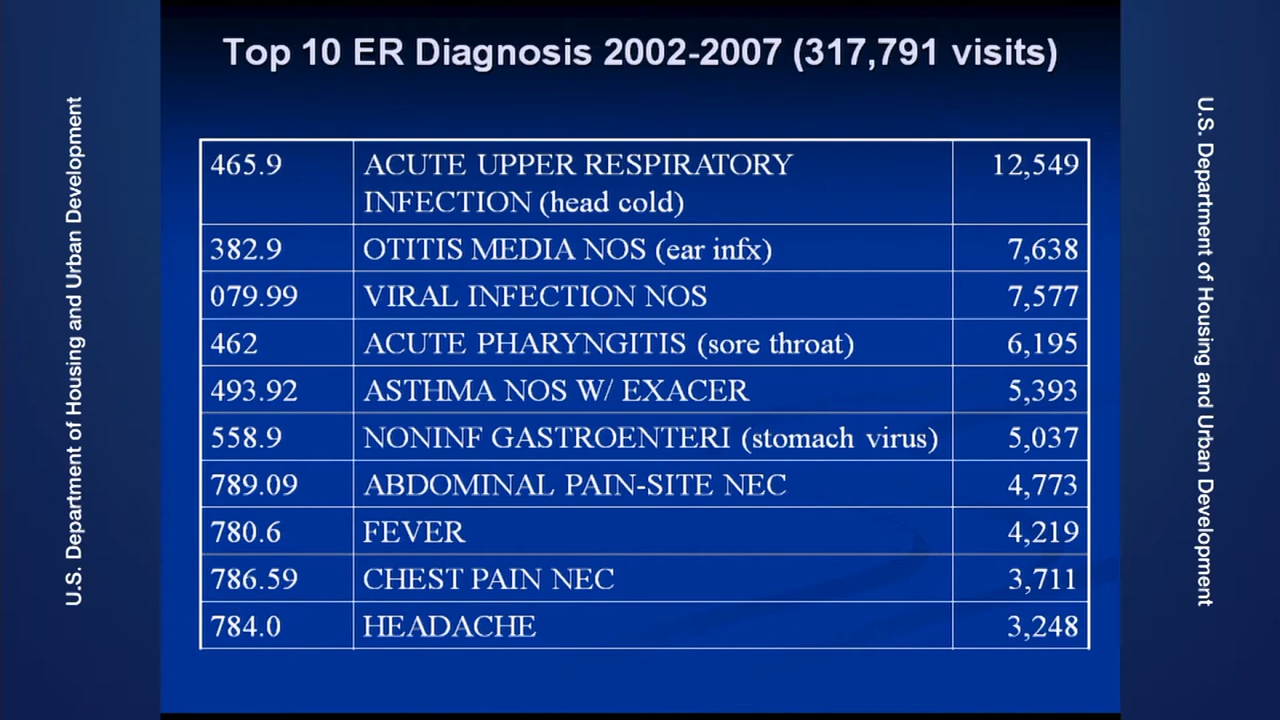 Top 10 ER Diagnosis 2002-2007 (317,791 visits)
U.S. Department of Housing and Urban Development
465.9 ACUTE UPPER RESPIRATORY 12,549
INFECTION (head cold)
382.9 OTITIS MEDIA NOS (ear infx) 7,638
079.99 VIRAL INFECTION NOS 7,577
462 ACUTE PHARYNGITIS (sore throat) 6,195
493.92 ASTHMA NOS W/ EXACER 5,393
558.9 NONINF GASTROENTERI (stomach virus) 5,037
789.09 ABDOMINAL PAIN-SITE NEC 4,773
780.6 FEVER 4,219
786.59 CHEST PAIN NEC 3,711
784.0 HEADACHE 3,248
U.S. Department of Housing and Urban Development